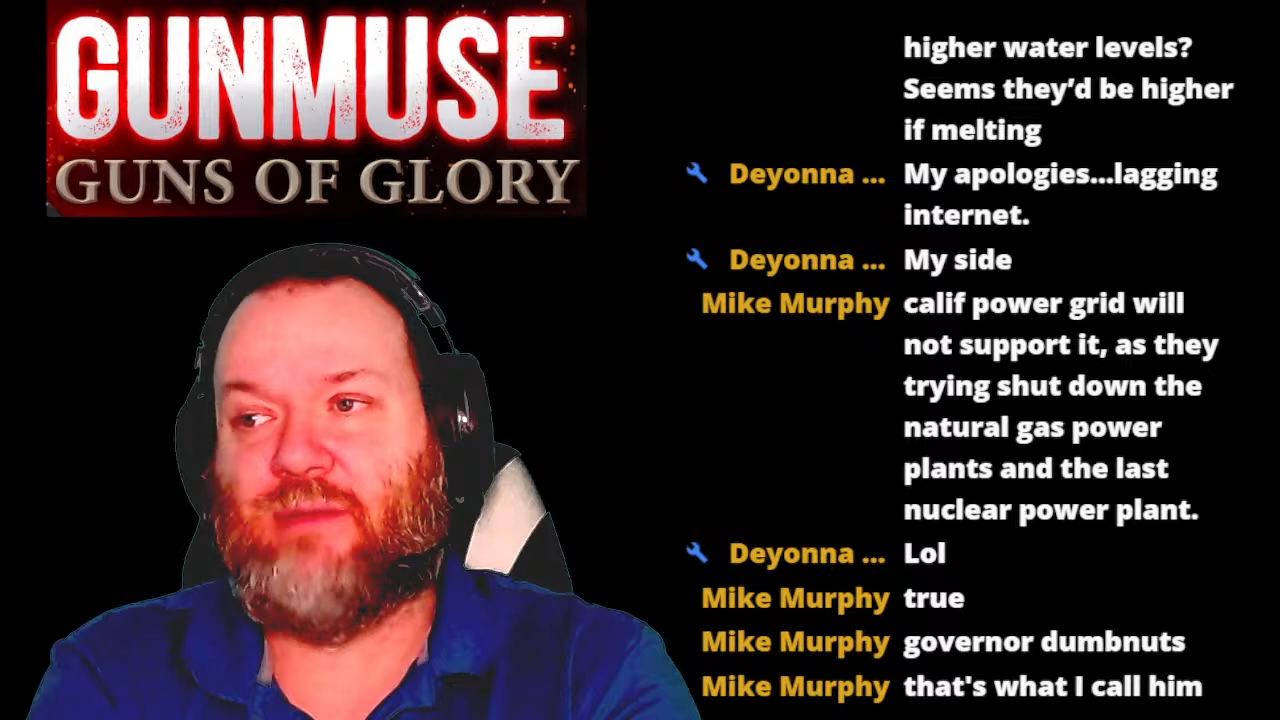 GUNMUSE
GUNS OF GLORY
higher water levels?
Seems they’d be higher
if melting
Deyonna ... My apologies...lagging
internet.
Deyonna ... My side
Mike Murphy calif power grid will
not support it, as they
trying shut down the
natural gas power
plants and the last
nuclear power plant.
Deyonna ... Lol
Mike Murphy true
Mike Murphy governor dumbnuts
Mike Murphy that's what I call him